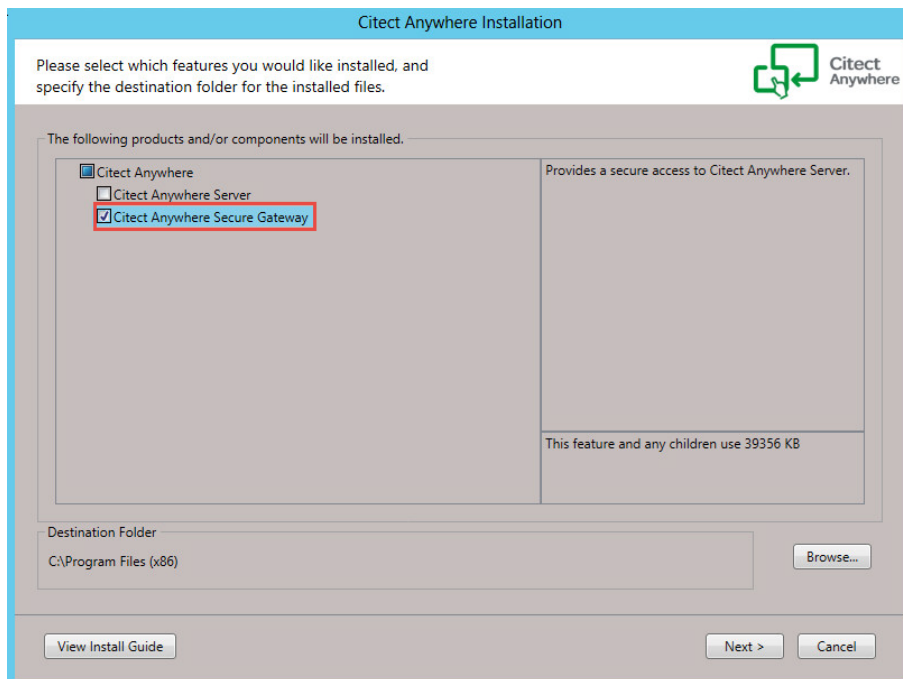 Citect Anywhere Installation
Please select which features you would like installed, and
specify the destination folder for the installed files.
Citect
Anywhere
The following products and/or components will be installed.
Citect Anywhere
Citect Anywhere Server
Citect Anywhere Secure Gateway
Provides a secure access to Citect Anywhere Server.
This feature and any children use 39356 KB
Destination Folder
C:\Program Files (x86)
Browse...
View Install Guide
Next >
Cancel